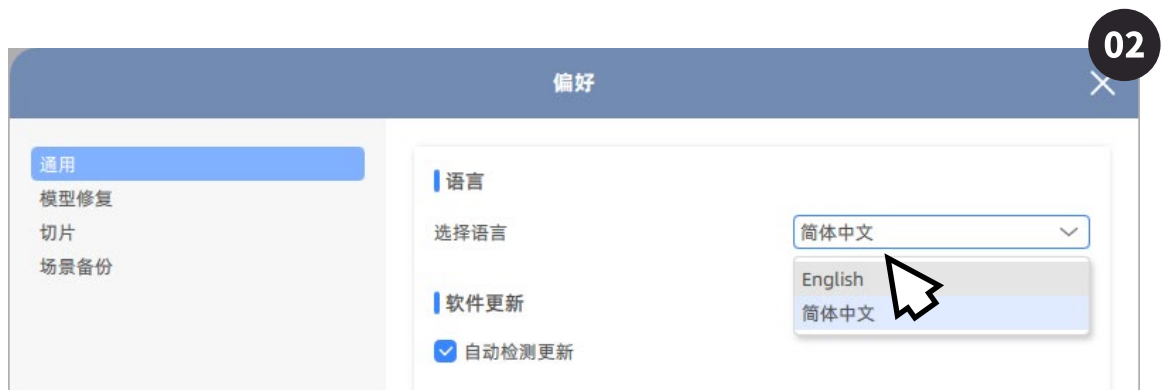 02
偏好
通用
模型修复
切片
场景备份
语言
选择语言
简体中文
English
简体中文
软件更新
自动检测更新